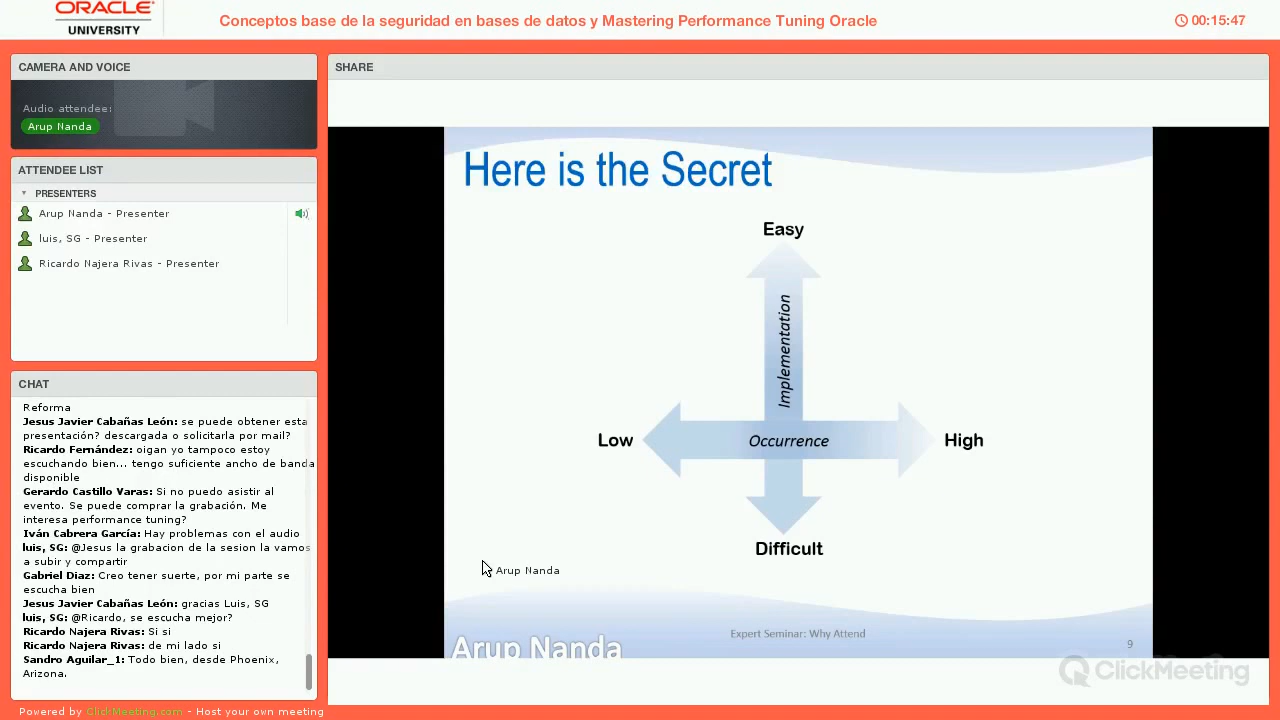 ORACLE
UNIVERSITY
Conceptos base de la seguridad en bases de datos y Mastering Performance Tuning Oracle
00:15:47
CAMERA AND VOICE
Audio attendee:
Arup Nanda
ATTENDEE LIST
PRESENTERS
Arup Nanda - Presenter
luis, SG - Presenter
Ricardo Najera Rivas - Presenter
CHAT
Reforma
Jesus Javier Cabañas León: se puede obtener esta
presentación? descargada o solicitarla por mail?
Ricardo Fernández: oigan yo tampoco estoy
escuchando bien... tengo suficiente ancho de banda
disponible
Gerardo Castillo Varas: Si no puedo asistir al
evento. Se puede comprar la grabación. Me
interesa performance tuning?
Iván Cabrera García: Hay problemas con el audio
luis, SG: @Jesus la grabacion de la sesion la vamos
a subir y compartir
Gabriel Diaz: Creo tener suerte, por mi parte se
escucha bien
Jesus Javier Cabañas León: gracias Luis, SG
luis, SG: @Ricardo, se escucha mejor?
Ricardo Najera Rivas: Si si
Ricardo Najera Rivas: de mi lado si
Sandro Aguilar_1: Todo bien, desde Phoenix,
Arizona.
Powered by ClickMeeting.com - Host your own meeting
SHARE
Here is the Secret
Easy
Implementation
Low
Occurrence
High
Difficult
Arup Nanda
Expert Seminar: Why Attend
9
Arup Nanda
ClickMeeting